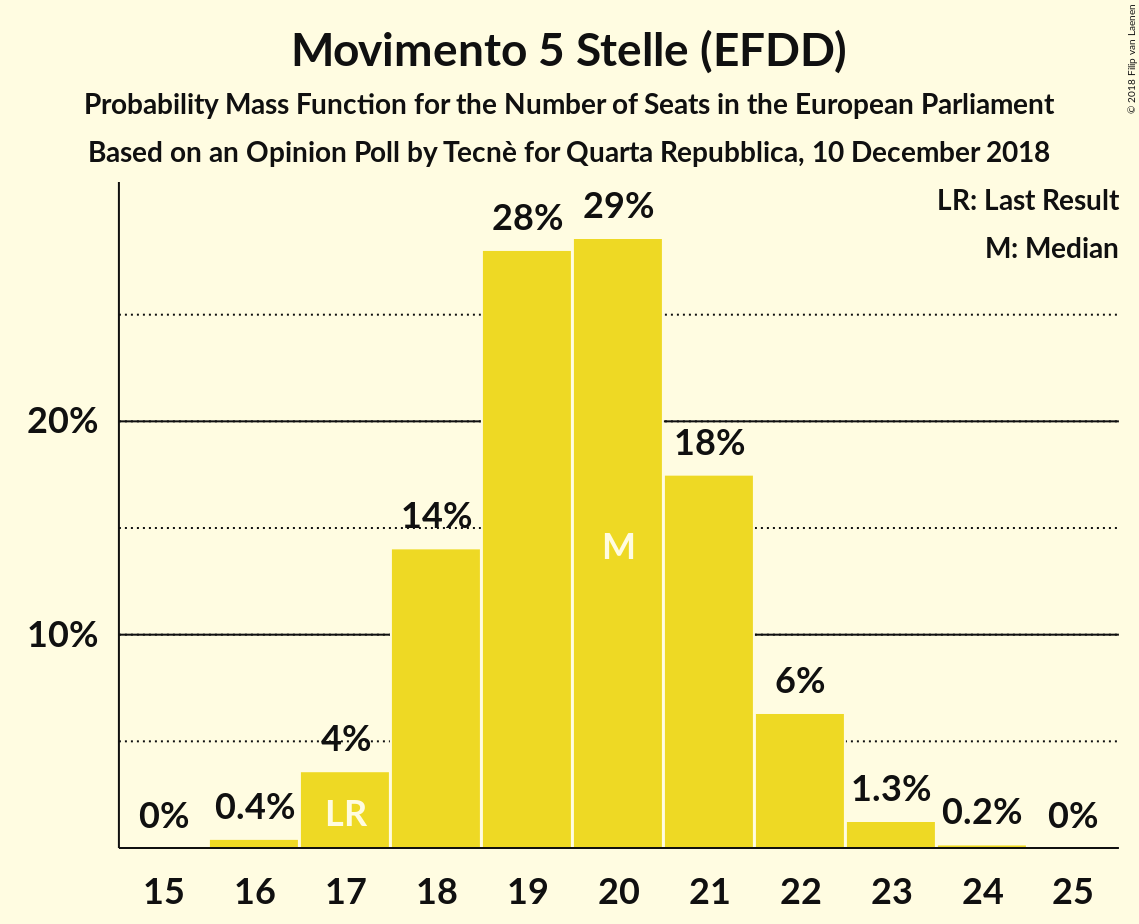 Movimento 5 Stelle (EFDD)
Probability Mass Function for the Number of Seats in the European Parliament
Based on an Opinion Poll by Tecnè for Quarta Repubblica, 10 December 2018
© 2018 Filip van Laenen
LR: Last Result
M: Median
20%
10%
0%
0.4%
4%
14%
28%
29%
18%
6%
1.3%
0.2%
0%
LR
M
15 16 17 18 19 20 21 22 23 24 25